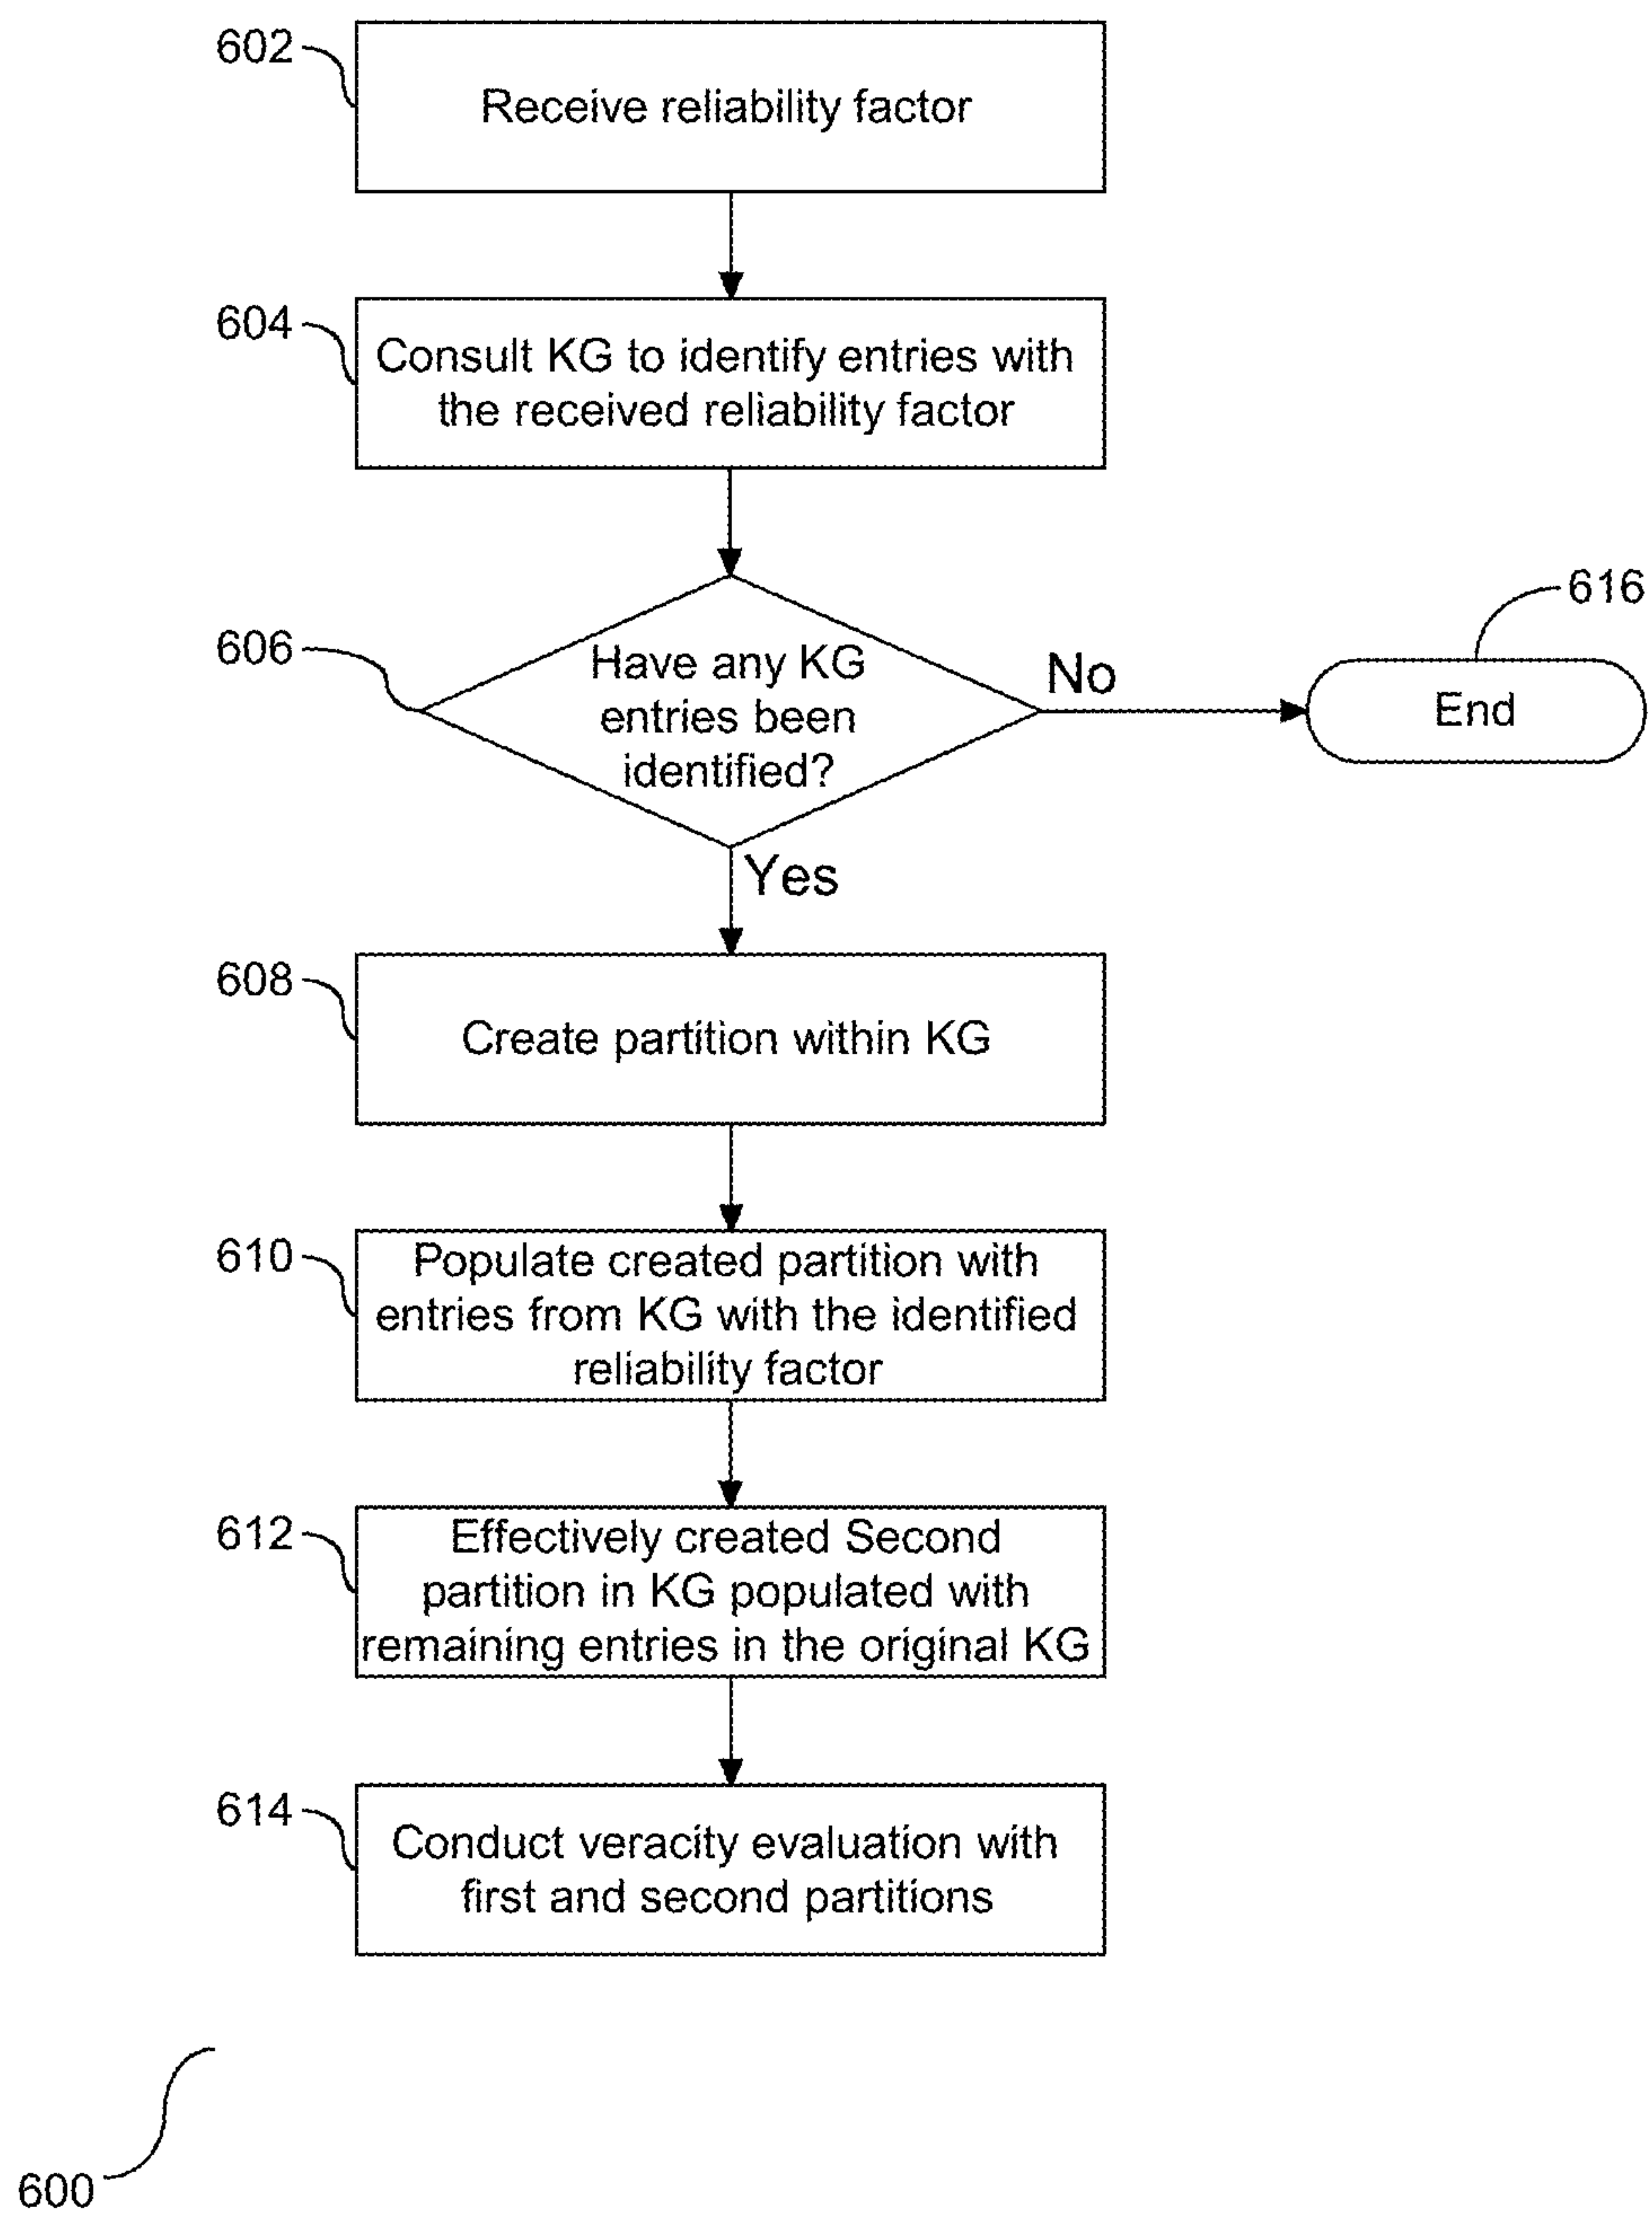 602
Receive reliability factor
604
Consult KG to identify entries with
the received reliability factor
606
Have any KG
entries been
identified?
No
616
End
Yes
608
Create partition within KG
610
Populate created partition with
entries from KG with the identified
reliability factor
612
Effectively created Second
partition in KG populated with
remaining entries in the original KG
614
Conduct veracity evaluation with
first and second partitions
600